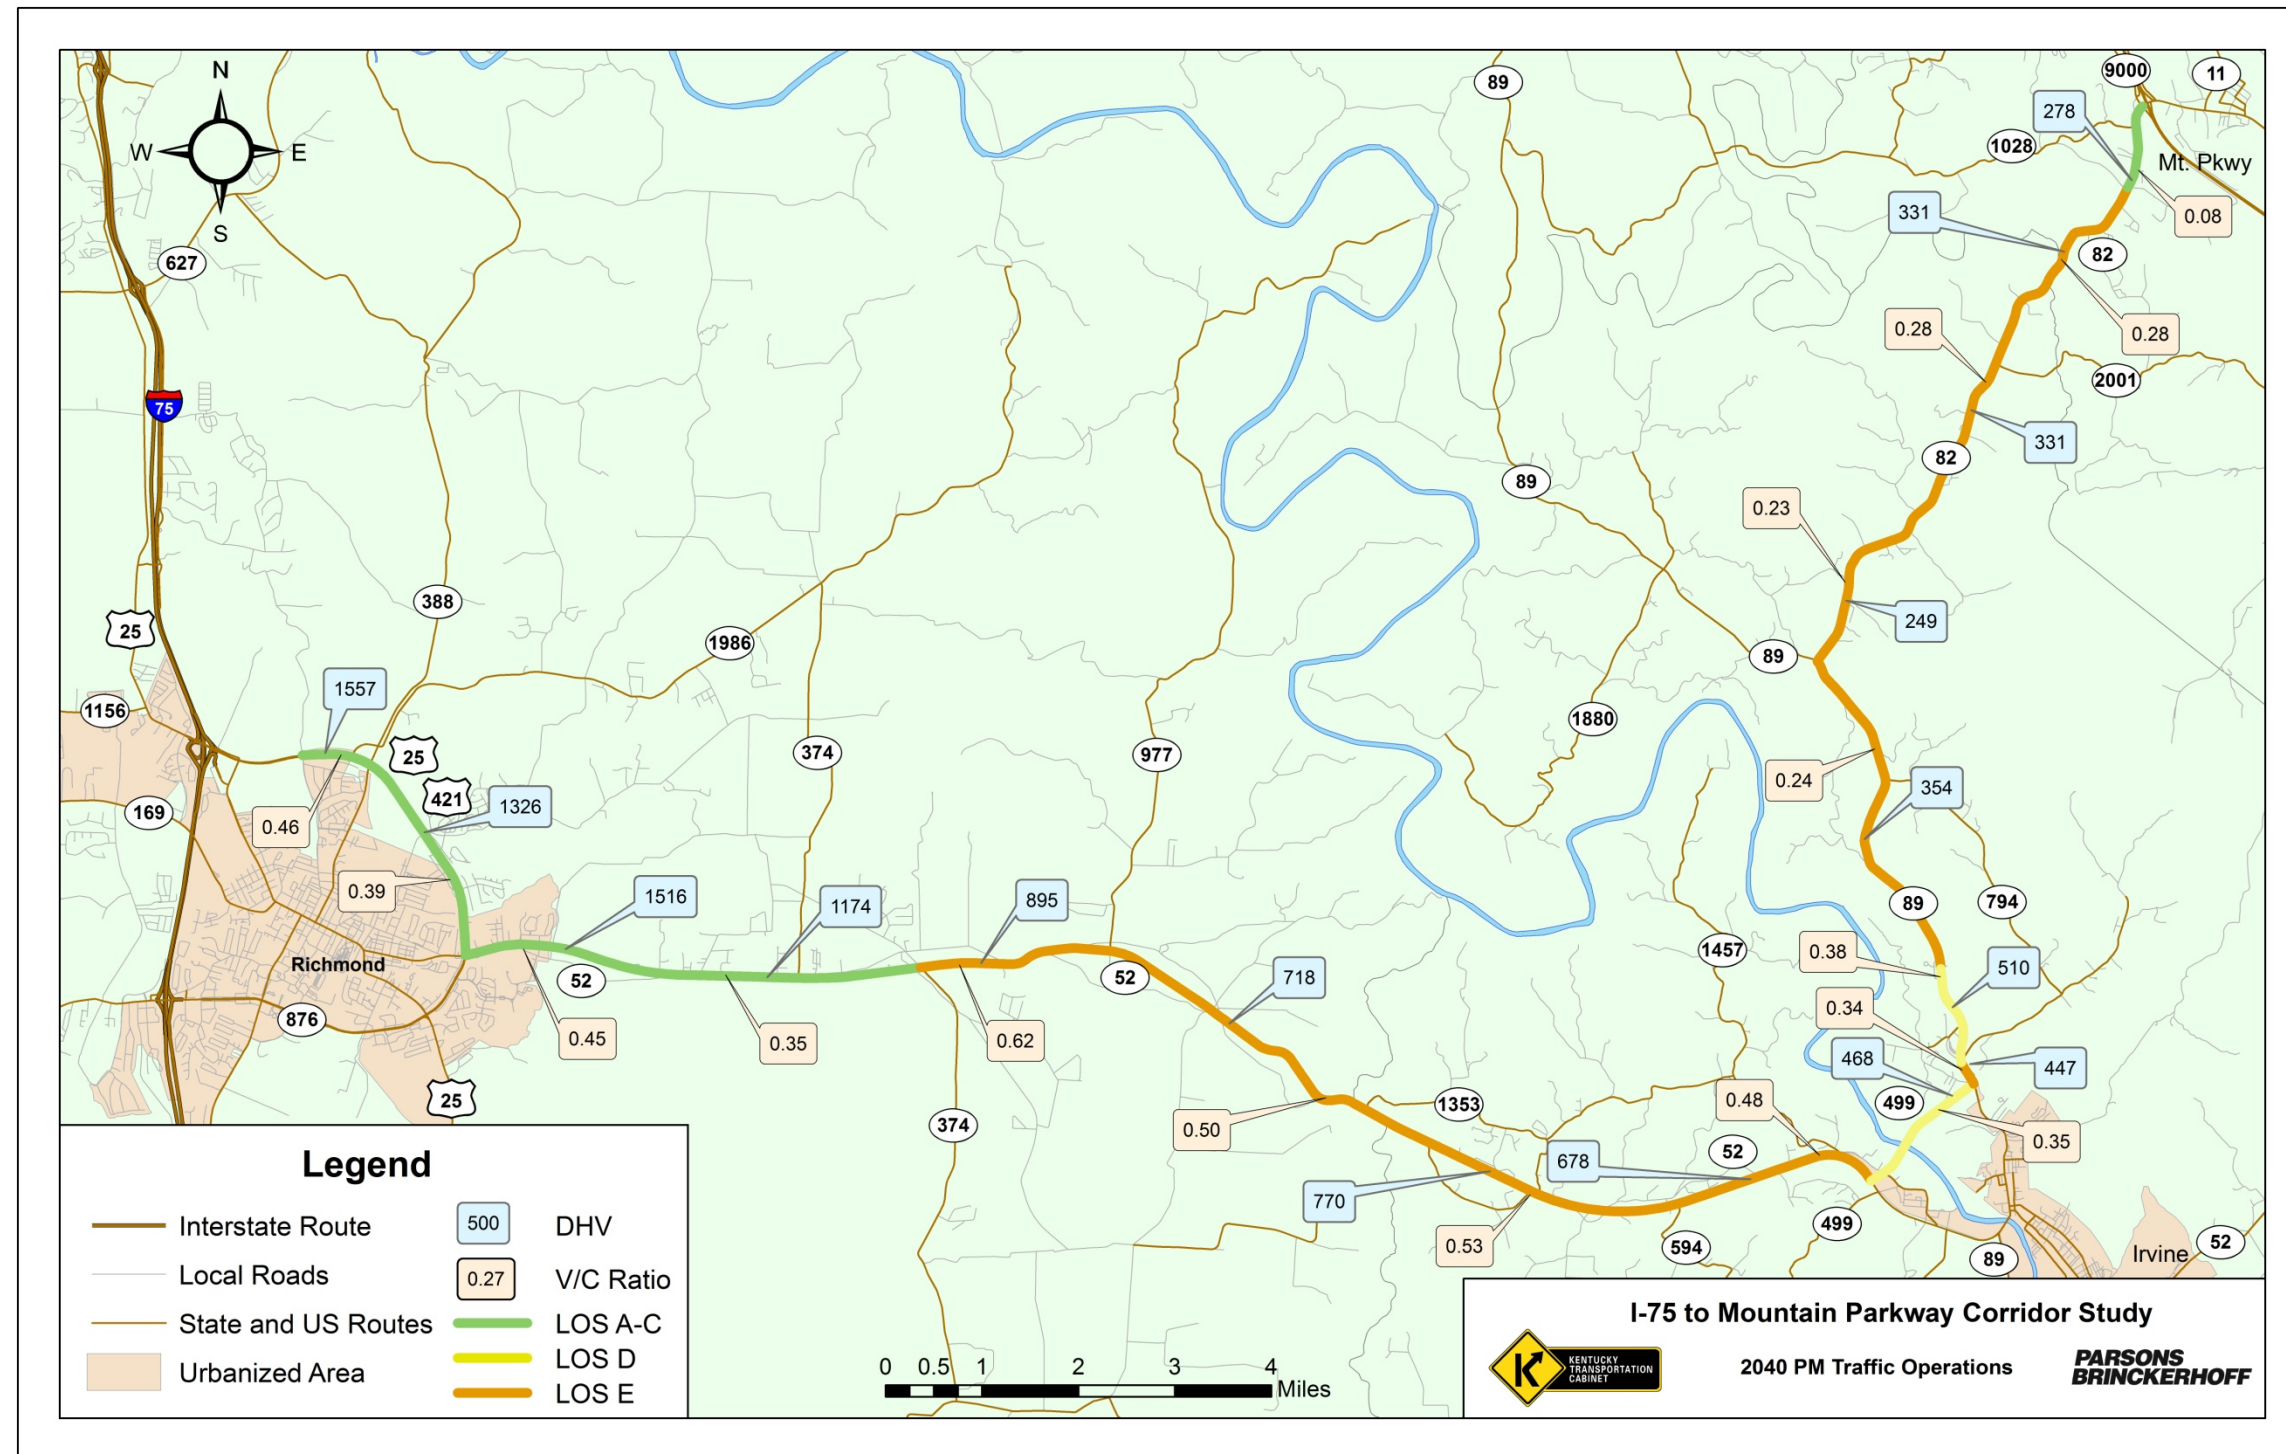 N
W
E
S
9000
11
89
278
1028
Mt. Pkwy
331
0.08
82
627
0.28
0.28
75
2001
331
82
89
0.23
388
249
25
1986
89
1557
1156
1880
25
374
977
421
1326
0.24
354
169
0.46
0.39
1516
1174
895
89
794
Richmond
52
52
718
1457
0.38
510
876
0.45
0.35
0.62
0.34
468
447
25
374
0.50
1353
0.48
499
0.35
678
52
770
0.53
594
499
89
Irvine
52
Legend
Interstate Route
500
DHV
Local Roads
0.27
V/C Ratio
State and US Routes
LOS A-C
Urbanized Area
LOS D
LOS E
0 0.5 1 2 3 4
Miles
I-75 to Mountain Parkway Corridor Study
KENTUCKY
TRANSPORTATION
CABINET
2040 PM Traffic Operations
PARSONS
BRINCKERHOFF